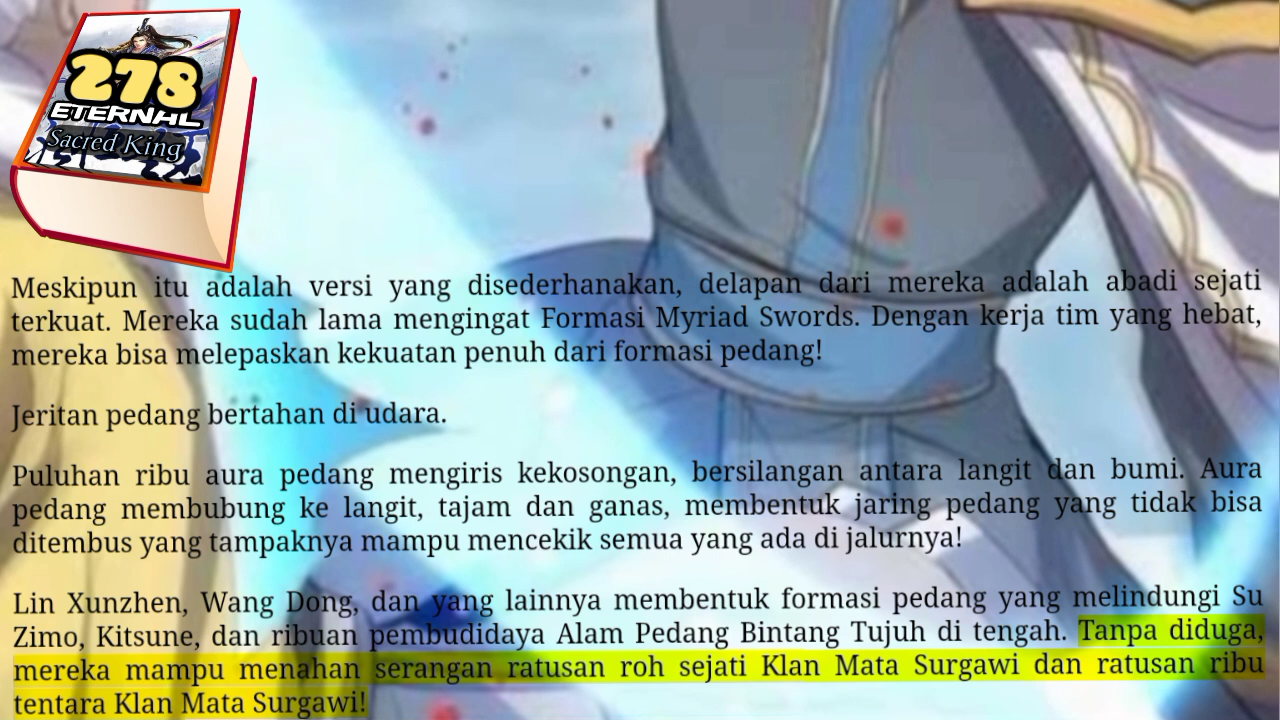 278
ETERNAL
Sacred King
Meskipun itu adalah versi yang disederhanakan, delapan dari mereka adalah abadi sejati
terkuat. Mereka sudah lama mengingat Formasi Myriad Swords. Dengan kerja tim yang hebat,
mereka bisa melepaskan kekuatan penuh dari formasi pedang!
Jeritan pedang bertahan di udara.
Puluhan ribu aura pedang mengiris kekosongan, bersilangan antara langit dan bumi. Aura
pedang membubung ke langit, tajam dan ganas, membentuk jaring pedang yang tidak bisa
ditembus yang tampaknya mampu mencekik semua yang ada di jalurnya!
Lin Xunzhen, Wang Dong, dan yang lainnya membentuk formasi pedang yang melindungi Su
Zimo, Kitsune, dan ribuan pembudidaya Alam Pedang Bintang Tujuh di tengah. Tanpa diduga,
mereka mampu menahan serangan ratusan roh sejati Klan Mata Surgawi dan ratusan ribu
tentara Klan Mata Surgawi!